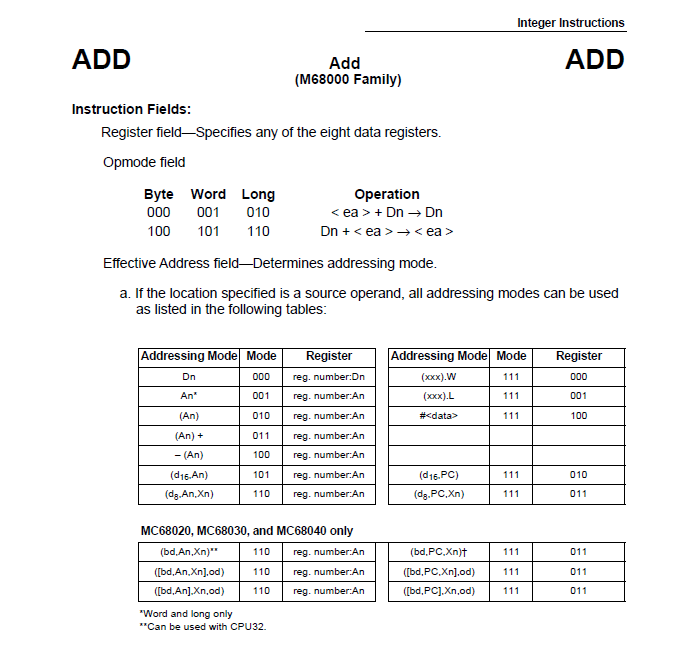 Integer Instructions
ADD Add ADD
(M68000 Family)
Instruction Fields:
Register field—Specifies any of the eight data registers.
Opmode field
Byte Word Long Operation
000 001 010 < ea > + Dn → Dn
100 101 110 Dn + < ea > → < ea >
Effective Address field—Determines addressing mode.
a. If the location specified is a source operand, all addressing modes can be used
as listed in the following tables:
Addressing Mode Mode Register Addressing Mode Mode Register
Dn 000 reg. number:Dn (xxx).W 111 000
An* 001 reg. number:An (xxx).L 111 001
(An) 010 reg. number:An #<data> 111 100
(An) + 011 reg. number:An
– (An) 100 reg. number:An
(d16,An) 101 reg. number:An (d16,PC) 111 010
(d8,An,Xn) 110 reg. number:An (d8,PC,Xn) 111 011
MC68020, MC68030, and MC68040 only
(bd,An,Xn)** 110 reg. number:An (bd,PC,Xn)† 111 011
([bd,An,Xn],od) 110 reg. number:An ([bd,PC,Xn],od) 111 011
([bd,An],Xn,od) 110 reg. number:An ([bd,PC],Xn,od) 111 011
*Word and long only
**Can be used with CPU32.